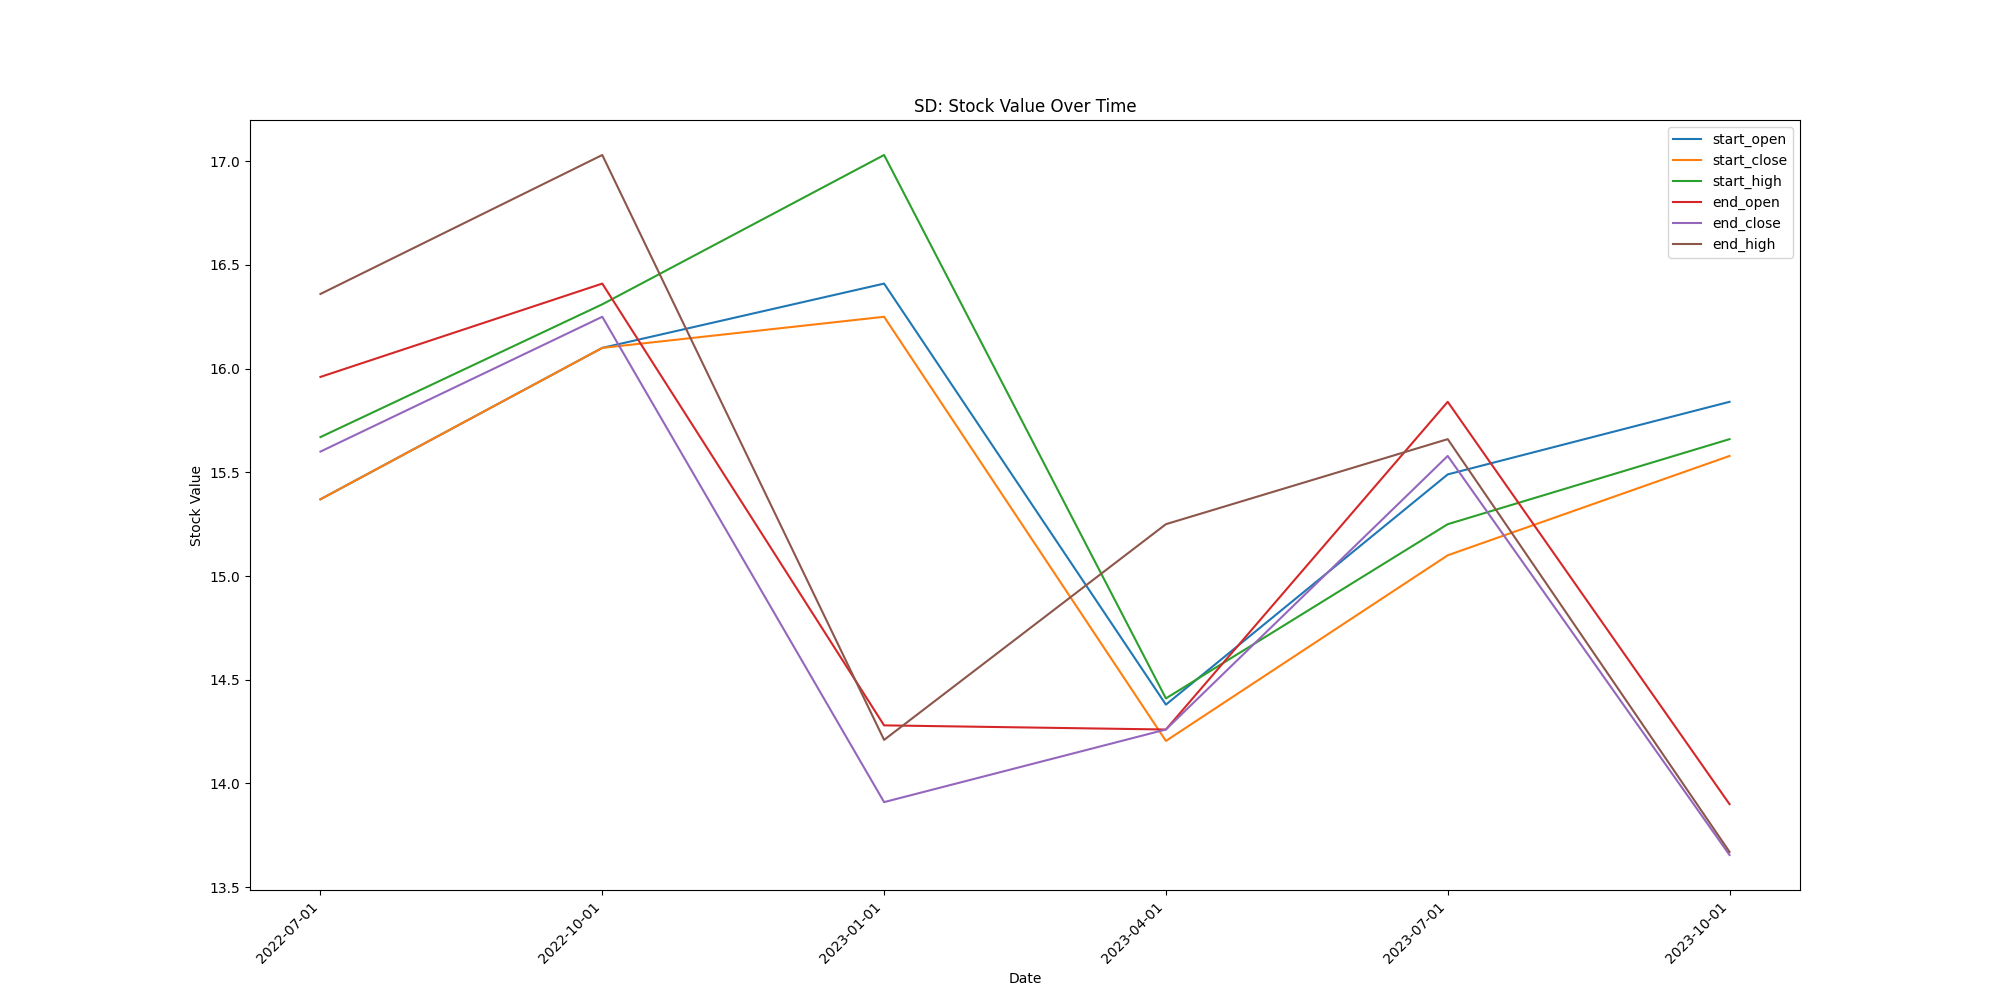 SD: Stock Value Over Time
start_open
start_close
start_high
end_open
end_close
end_high
Stock Value
17.0
16.5
16.0
15.5
15.0
14.5
14.0
13.5
2022-07-01
2022-10-01
2023-01-01
2023-04-01
2023-07-01
2023-10-01
Date